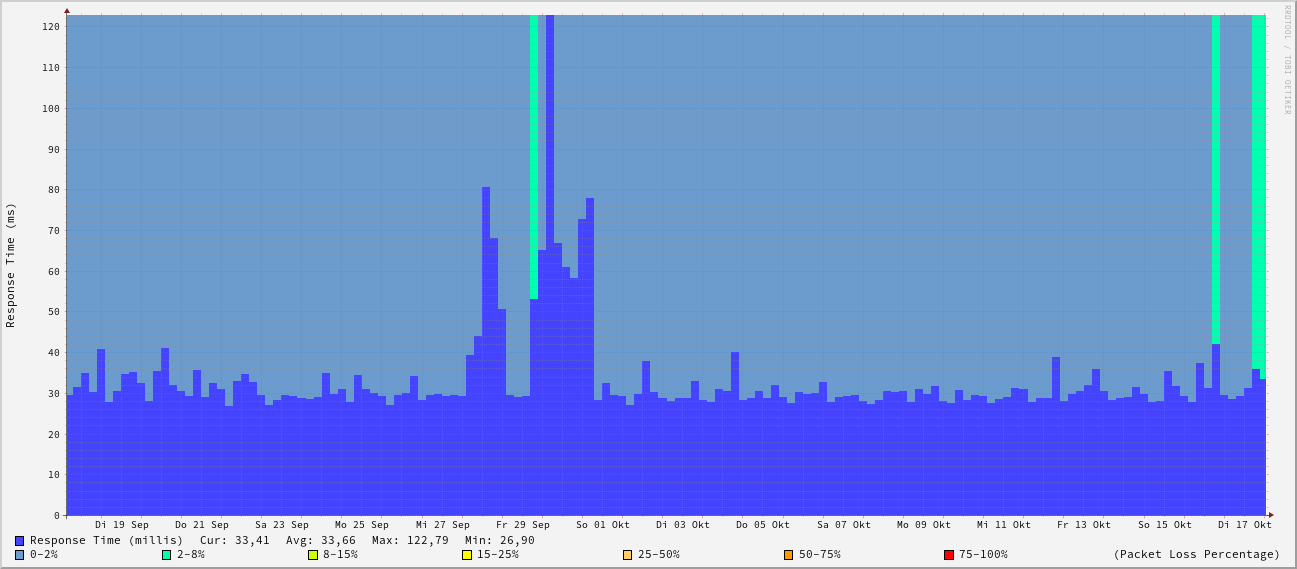 RRDTOOL / TOBI OETIKER
Response Time (ms)
120
110
100
90
80
70
60
50
40
30
20
10
0
Di 19 Sep Do 21 Sep Sa 23 Sep Mo 25 Sep Mi 27 Sep Fr 29 Sep So 01 Okt Di 03 Okt Do 05 Okt Sa 07 Okt Mo 09 Okt Mi 11 Okt Fr 13 Okt So 15 Okt Di 17 Okt
Response Time (millis) Cur: 33,41 Avg: 33,66 Max: 122,79 Min: 26,90
0-2% 2-8% 8-15% 15-25% 25-50% 50-75% 75-100% (Packet Loss Percentage)